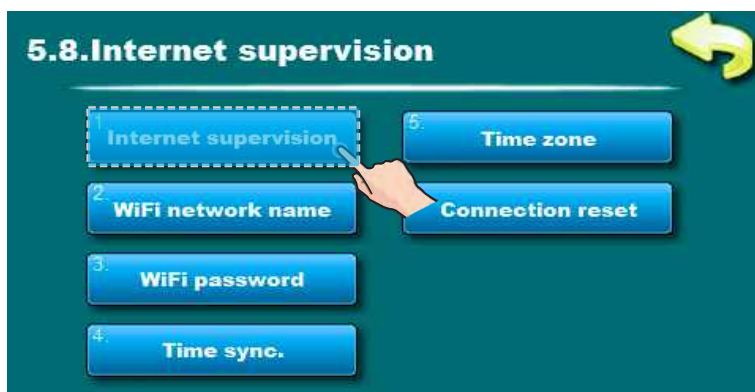 5.8.Internet supervision
1.
Internet supervision
2.
WiFi network name
3.
WiFi password
4.
Time sync.
5.
Time zone
Connection reset